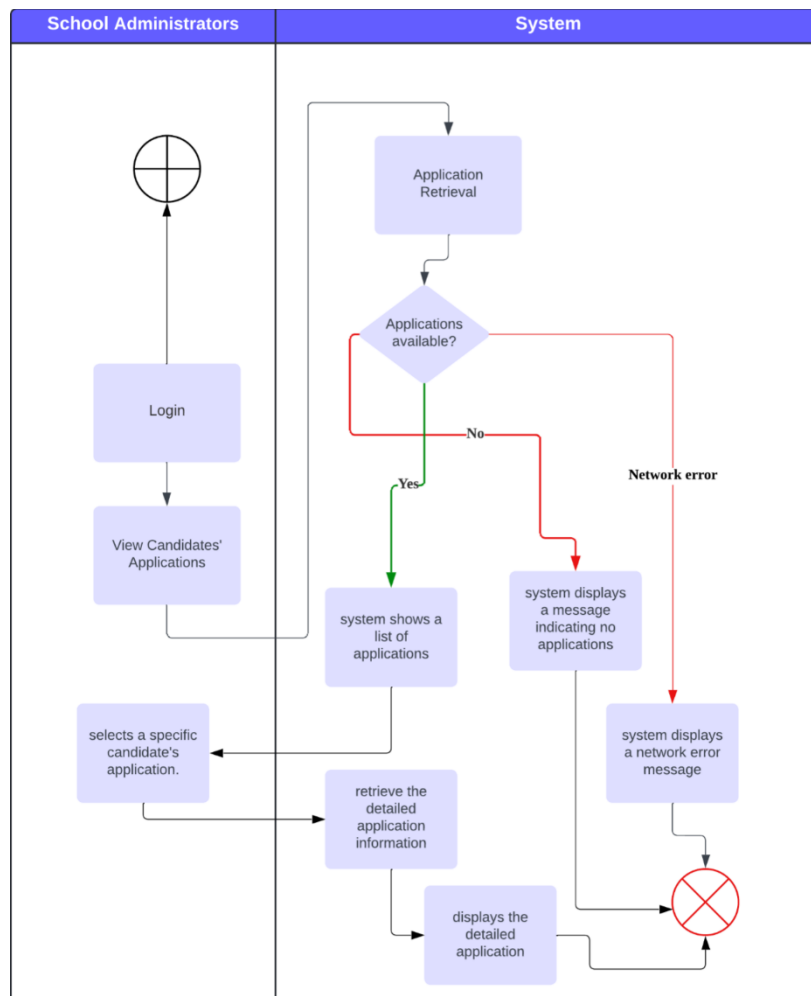 School Administrators
System
Application
Retrieval
Applications
available?
Login
No
Network error
Yes
View Candidates'
Applications
system shows a
list of
applications
system displays
a message
indicating no
applications
selects a specific
candidate's
application.
system displays
a network error
message
retrieve the
detailed
application
information
displays the
detailed
application